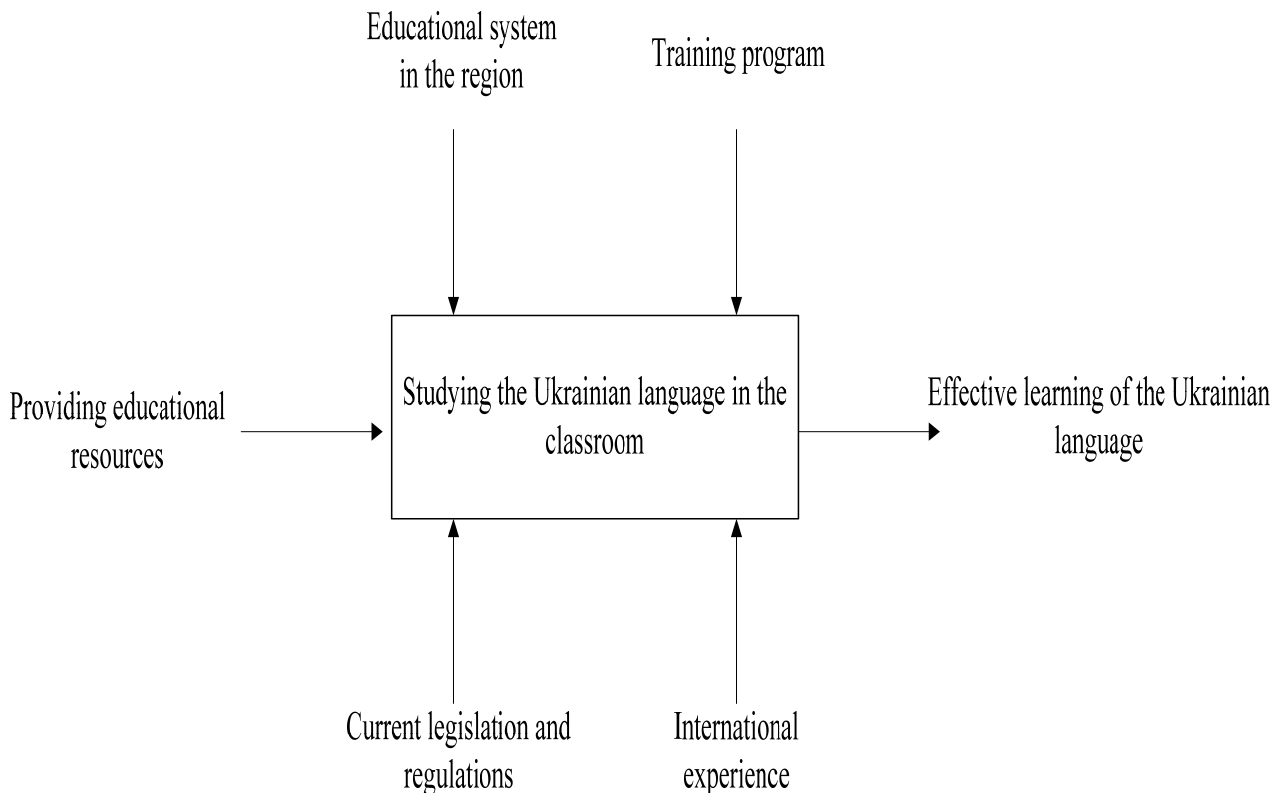 Educational system
in the region
Training program
Providing educational
resources
Studying the Ukrainian language in the
classroom
Effective learning of the Ukrainian
language
Current legislation and
regulations
International
experience